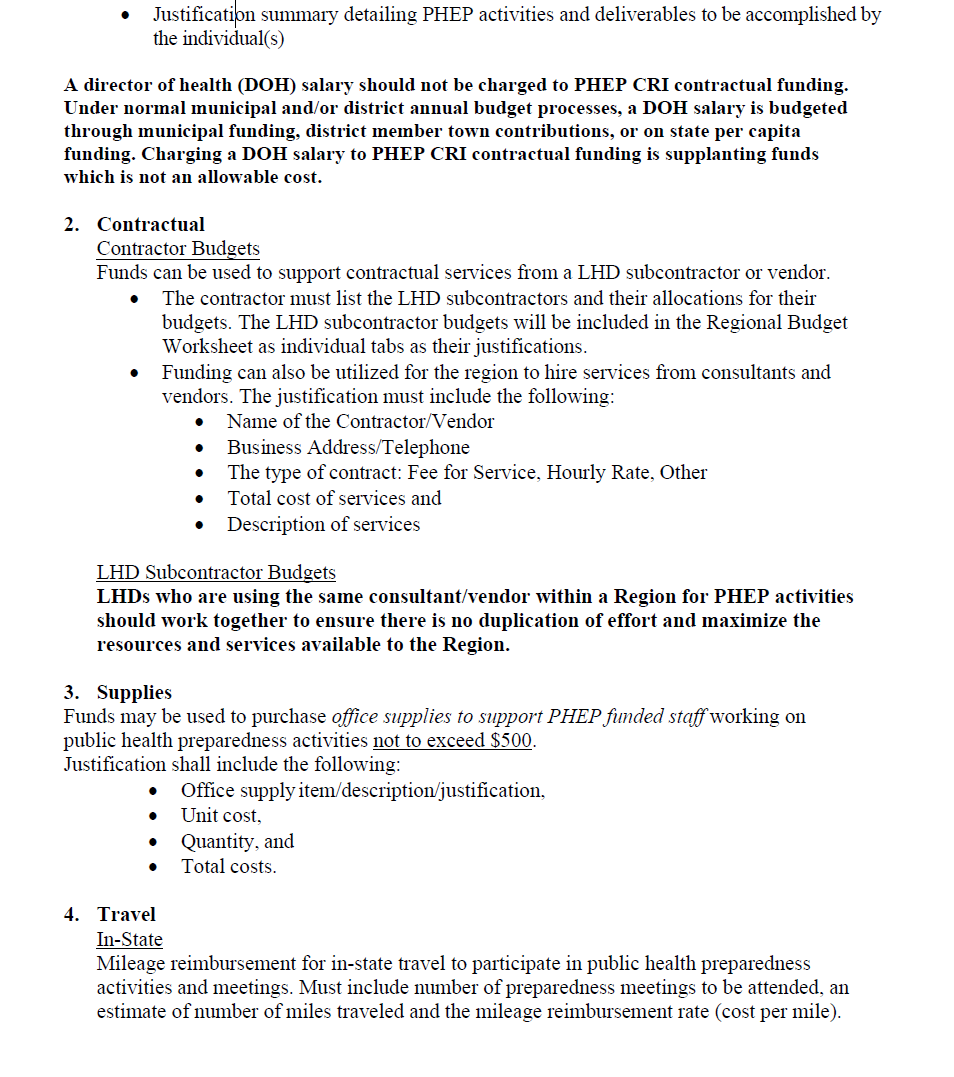 • Justification summary detailing PHEP activities and deliverables to be accomplished by
the individual(s)
A director of health (DOH) salary should not be charged to PHEP CRI contractual funding.
Under normal municipal and/or district annual budget processes, a DOH salary is budgeted
through municipal funding, district member town contributions, or on state per capita
funding. Charging a DOH salary to PHEP CRI contractual funding is supplanting funds
which is not an allowable cost.
2. Contractual
Contractor Budgets
Funds can be used to support contractual services from a LHD subcontractor or vendor.
• The contractor must list the LHD subcontractors and their allocations for their
budgets. The LHD subcontractor budgets will be included in the Regional Budget
Worksheet as individual tabs as their justifications.
• Funding can also be utilized for the region to hire services from consultants and
vendors. The justification must include the following:
• Name of the Contractor/Vendor
• Business Address/Telephone
• The type of contract: Fee for Service, Hourly Rate, Other
• Total cost of services and
• Description of services
LHD Subcontractor Budgets
LHDs who are using the same consultant/vendor within a Region for PHEP activities
should work together to ensure there is no duplication of effort and maximize the
resources and services available to the Region.
3. Supplies
Funds may be used to purchase office supplies to support PHEP funded staff working on
public health preparedness activities not to exceed $500.
Justification shall include the following:
• Office supply item/description/justification,
• Unit cost,
• Quantity, and
• Total costs.
4. Travel
In-State
Mileage reimbursement for in-state travel to participate in public health preparedness
activities and meetings. Must include number of preparedness meetings to be attended, an
estimate of number of miles traveled and the mileage reimbursement rate (cost per mile).